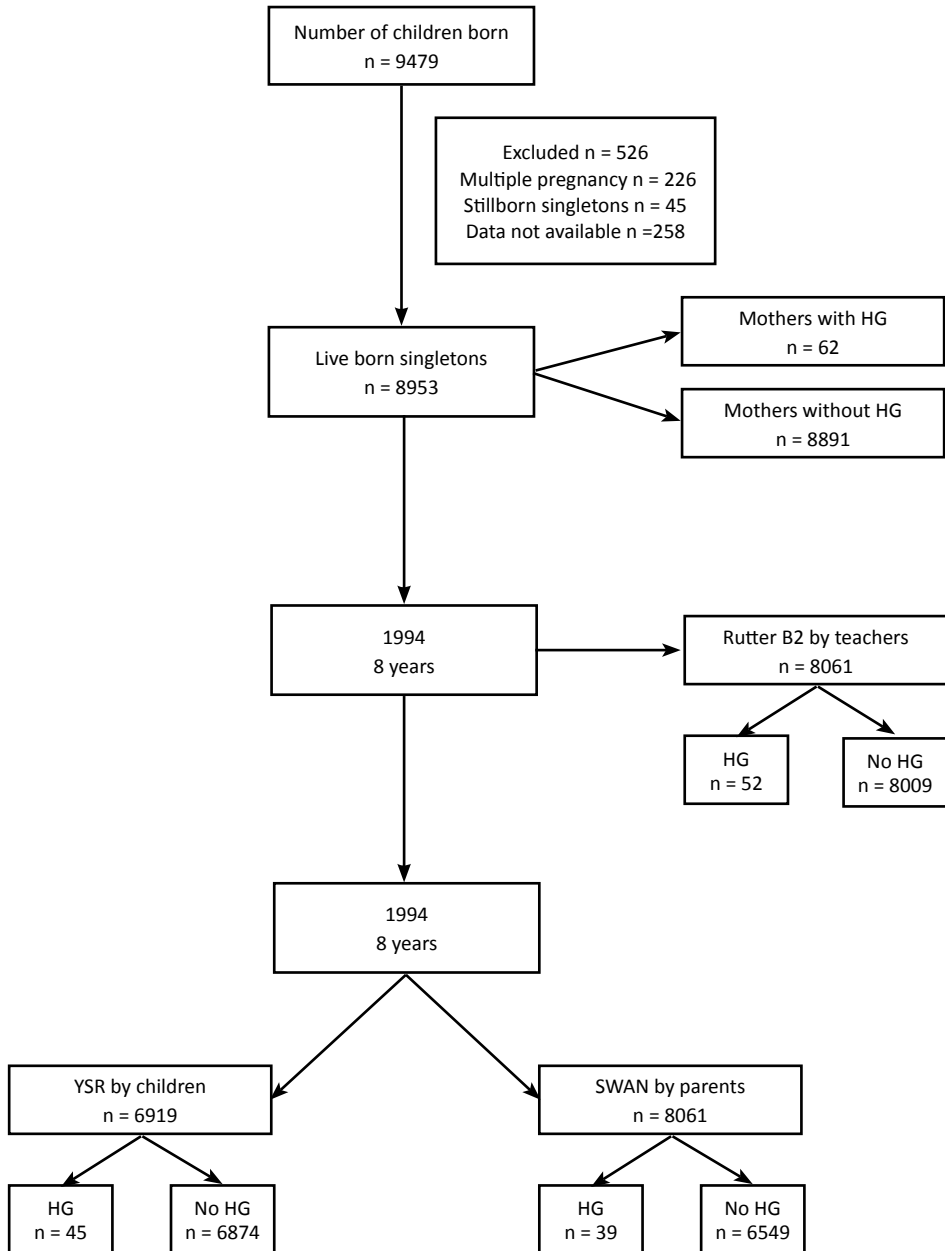 Number of children born
n = 9479
Excluded n = 526
Multiple pregnancy n = 226
Stillborn singletons n = 45
Data not available n =258
Live born singletons
n = 8953
Mothers with HG
n = 62
Mothers without HG
n = 8891
1994
8 years
Rutter B2 by teachers
n = 8061
HG
n = 52
No HG
n = 8009
1994
8 years
YSR by children
n = 6919
HG
n = 45
No HG
n = 6874
SWAN by parents
n = 8061
HG
n = 39
No HG
n = 6549